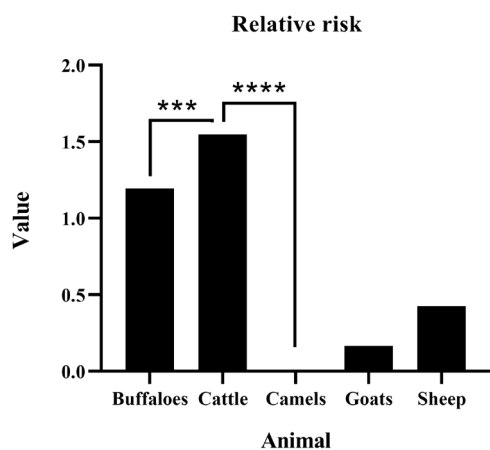 Relative risk
2.0
1.5
1.0
0.5
0.0
Value
*** ****
Buffaloes Cattle Camels Goats Sheep
Animal